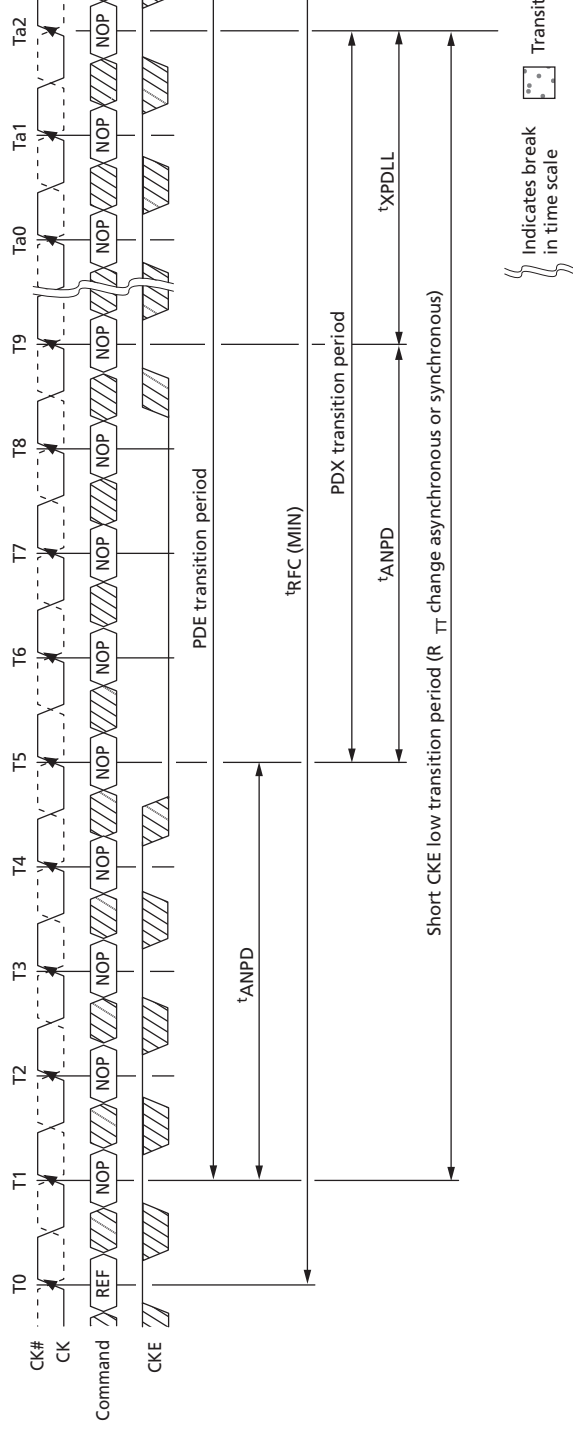 T0 T1 T2 T3 T4 T5 T6 T7 T8 T9 Ta0 Ta1 Ta2
CK#
CK
Command REF NOP NOP NOP NOP NOP NOP NOP NOP NOP NOP NOP NOP
CKE
PDE transition period
tANPD
tRFC (MIN)
PDX transition period
tANPD tXPDLL
Short CKE low transition period (R TT change asynchronous or synchronous)
Indicates break
in time scale
Transit